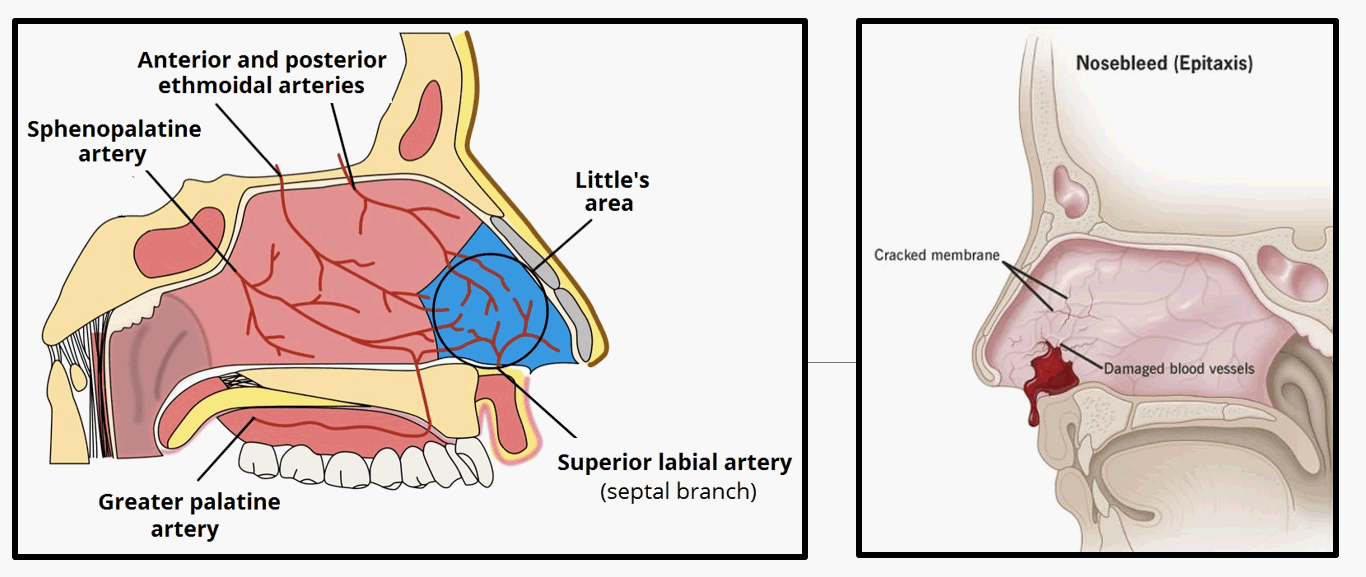 Anterior and posterior
ethmoidal arteries
Sphenopalatine
artery
Little's
area
Superior labial artery
(septal branch)
Greater palatine
artery
Nosebleed (Epitaxis)
Cracked membrane
Damaged blood vessels